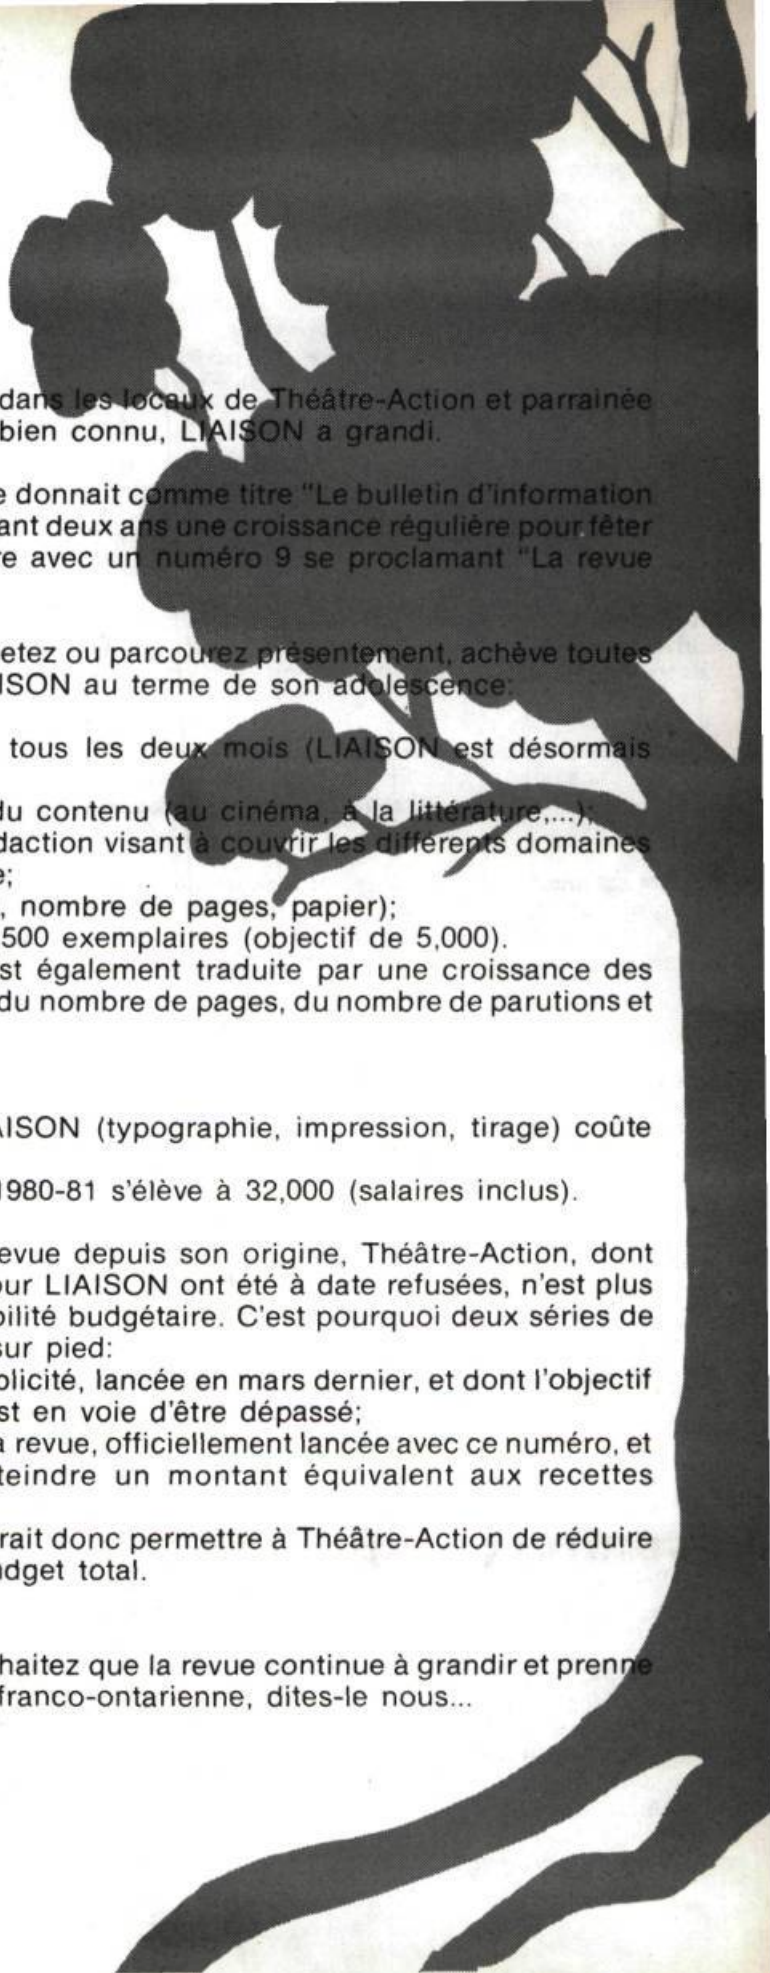 dans les locaux de Théâtre-Action et parrainée
bien connu, LIAISON a grandi.
e donnait comme titre "Le bulletin d'information
ant deux ans une croissance régulière pour fêter
re avec un numéro 9 se proclamant "La revue
etez ou parcourez présentement, achève toutes
ISON au terme de son adolescence:
tous les deux mois (LIAISON est désormais
du contenu (au cinéma, à la littérature,...);
daction visant à couvrir les différents domaines
e;
, nombre de pages, papier);
500 exemplaires (objectif de 5,000).
st également traduite par une croissance des
du nombre de pages, du nombre de parutions et
AISON (typographie, impression, tirage) coûte
1980-81 s'élève à 32,000 (salaires inclus).
evue depuis son origine, Théâtre-Action, dont
our LIAISON ont été à date refusées, n'est plus
bilité budgétaire. C'est pourquoi deux séries de
sur pied:
blicité, lancée en mars dernier, et dont l'objectif
st en voie d'être dépassé;
a revue, officiellement lancée avec ce numéro, et
teindre un montant équivalent aux recettes
rait donc permettre à Théâtre-Action de réduire
udget total.
haitez que la revue continue à grandir et prenne
franco-ontarienne, dites-le nous...